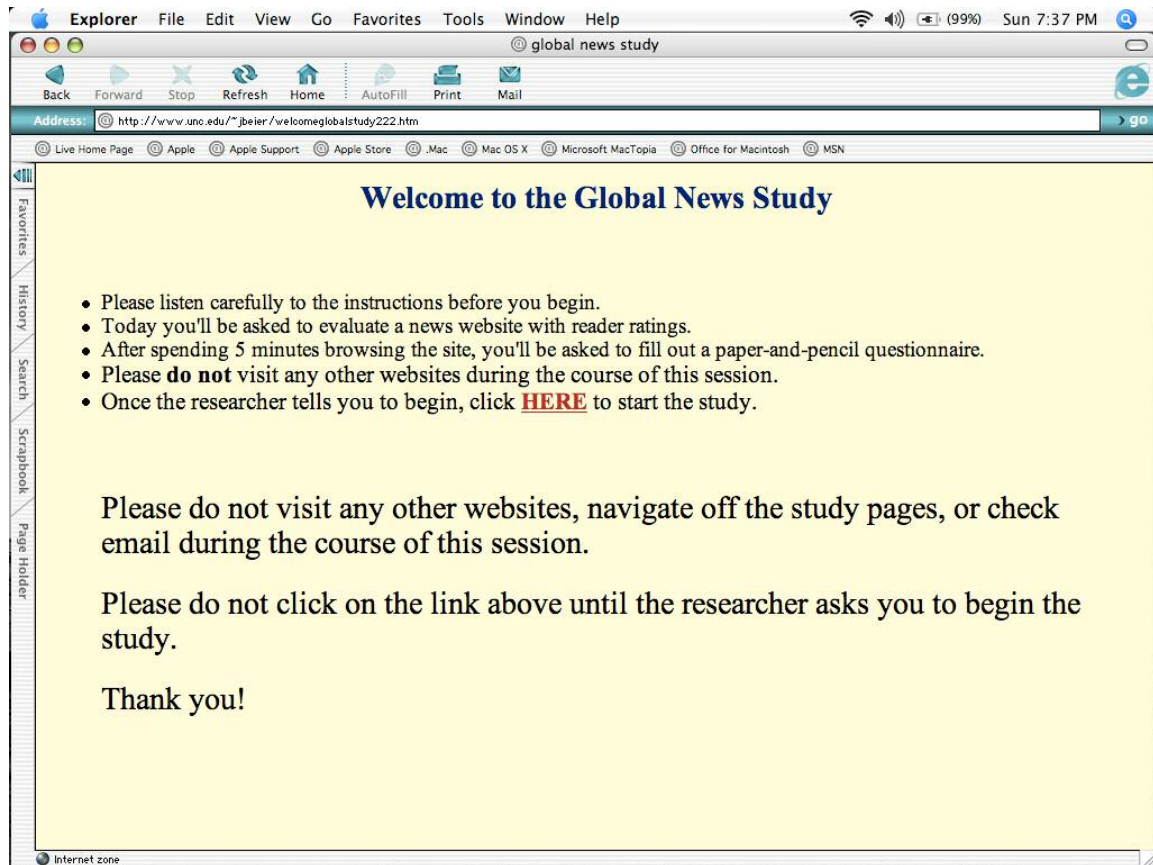 Explorer File Edit View Go Favorites Tools Window Help (99%) Sun 7:37 PM
global news study
Back Forward Stop Refresh Home AutoFill Print Mail
Address: http://www.unc.edu/~jbeier/welcomeglobalstudy222.htm go
Live Home Page Apple Apple Support Apple Store .Mac Mac OS X Microsoft MacTopia Office for Macintosh MSN
Favorites
History
Search
Scrapbook
Page Holder
Welcome to the Global News Study
• Please listen carefully to the instructions before you begin.
• Today you'll be asked to evaluate a news website with reader ratings.
• After spending 5 minutes browsing the site, you'll be asked to fill out a paper-and-pencil questionnaire.
• Please do not visit any other websites during the course of this session.
• Once the researcher tells you to begin, click HERE to start the study.
Please do not visit any other websites, navigate off the study pages, or check
email during the course of this session.
Please do not click on the link above until the researcher asks you to begin the
study.
Thank you!
Internet zone